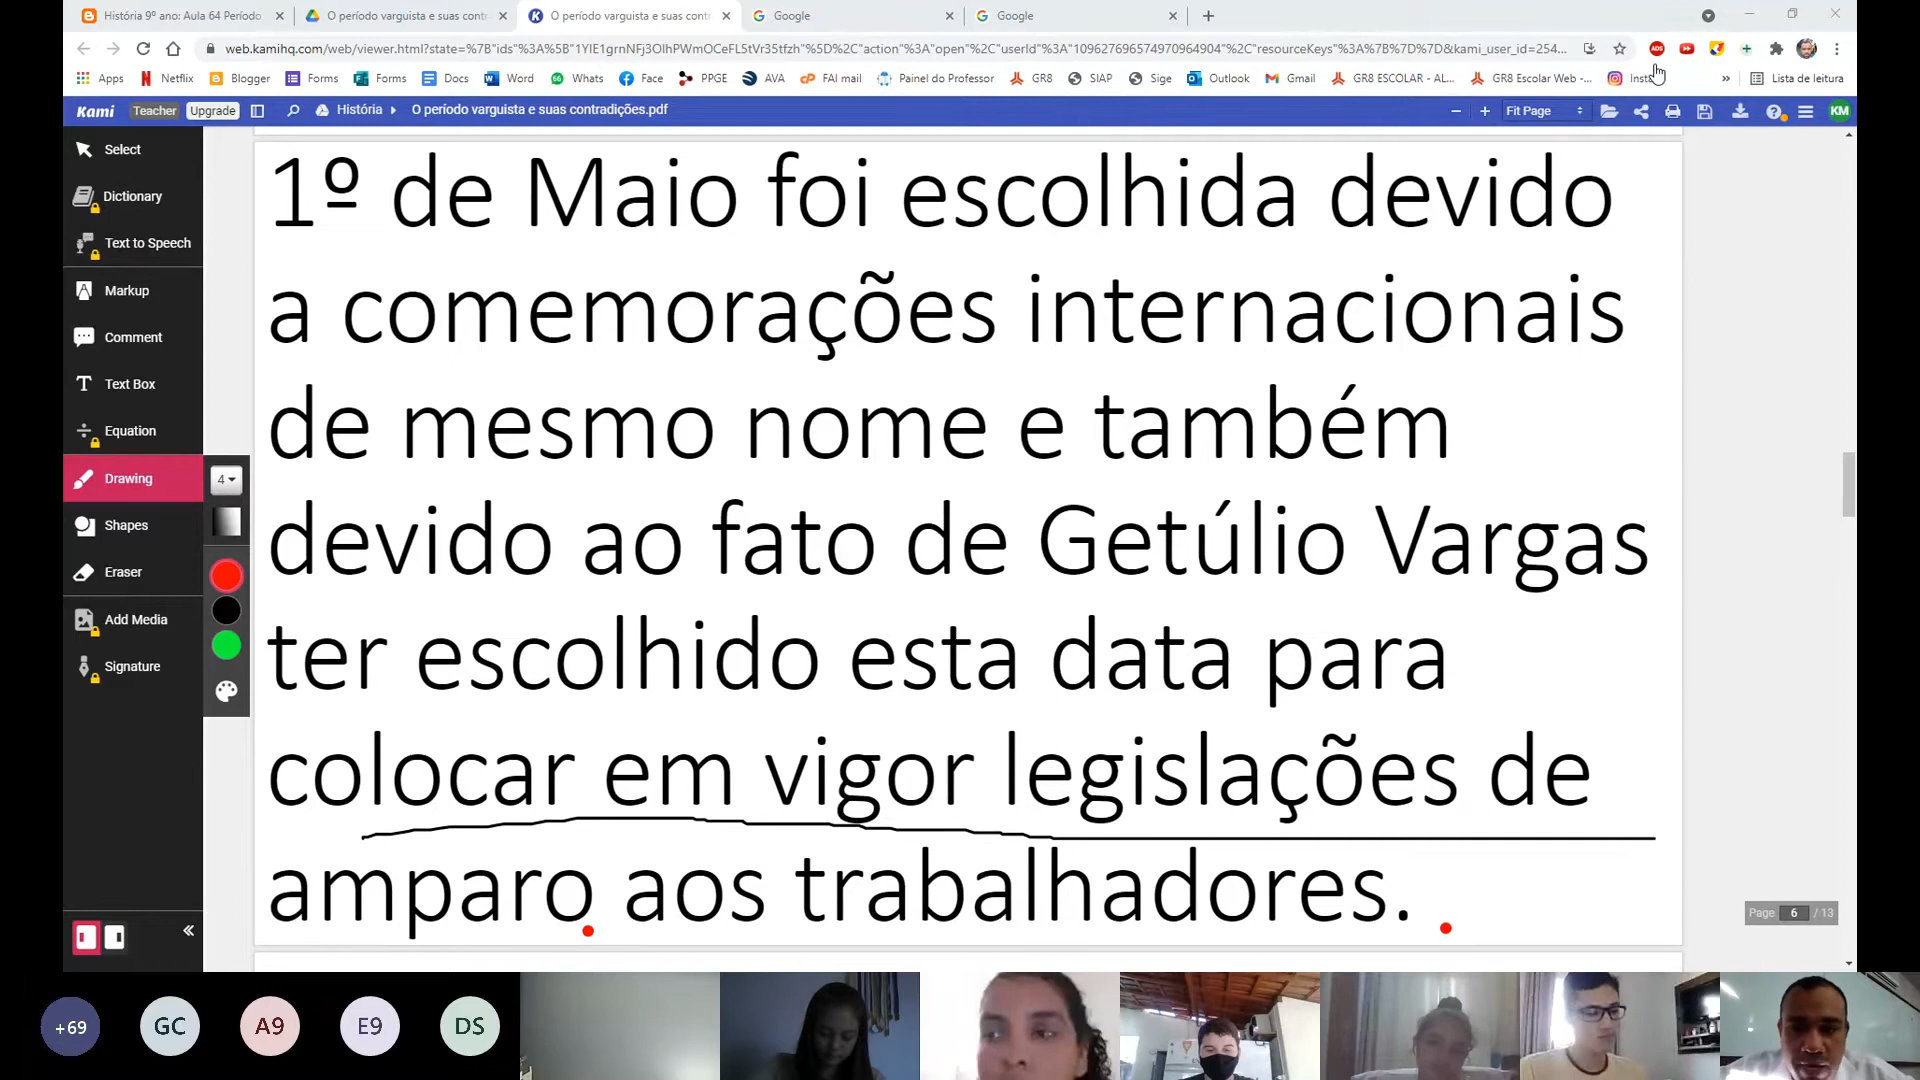 História 9º ano: Aula 64 Período
O período varguista e suas cont
O período varguista e suas contr
Google
Google
web.kamihq.com/web/viewer.html?state=%7B"ids"%3A%5B"1YIE1grnNFj3OlhPWmOCeFL5tVr35tfzh"%5D%2C"action"%3A"open"%2C"userId"%3A"109627696574970964904"%2C"resourceKeys"%3A%7B%7D%7D&kami_user_id=254...
ADS
Apps
Netflix
Blogger
Forms
Forms
Docs
Word
Whats
Face
PPGE
AVA
FAI mail
Painel do Professor
GR8
SIAP
Sige
Outlook
Gmail
GR8 ESCOLAR - AL...
GR8 Escolar Web -...
»
Lista de leitura
Kami
Teacher
Upgrade
História
O período varguista e suas contradições.pdf
Fit Page
KM
Select
Dictionary
Text to Speech
Markup
Comment
Text Box
Equation
Drawing
4
Shapes
Eraser
Add Media
Signature
1º de Maio foi escolhida devido
a comemorações internacionais
de mesmo nome e também
devido ao fato de Getúlio Vargas
ter escolhido esta data para
colocar em vigor legislações de
amparo aos trabalhadores.
Page 6 / 13
+69
GC
A9
E9
DS